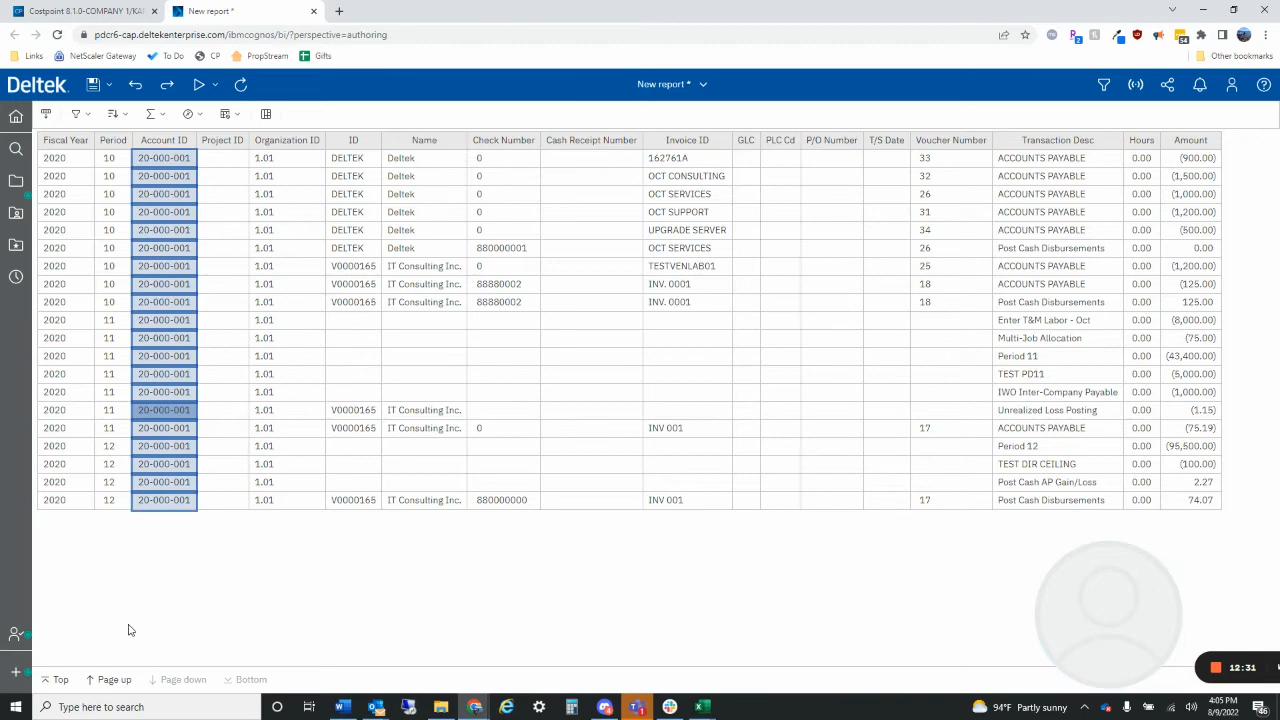 Costpoint 8.1.0-COMPANY 1/KAP
New report *
pdcr6-cap.deltekenterprise.com/ibmcognos/bi/?perspective=authoring
Links NetScaler Gateway To Do CP PropStream Gifts Other bookmarks
Deltek New report *
Fiscal Year Period Account ID Project ID Organization ID ID Name Check Number Cash Receipt Number Invoice ID GLC PLC Cd P/O Number T/S Date Voucher Number Transaction Desc Hours Amount
2020 10 20-000-001 1.01 DELTEK Deltek 0 162761A 33 ACCOUNTS PAYABLE 0.00 (900.00)
2020 10 20-000-001 1.01 DELTEK Deltek 0 OCT CONSULTING 32 ACCOUNTS PAYABLE 0.00 (1,500.00)
2020 10 20-000-001 1.01 DELTEK Deltek 0 OCT SERVICES 26 ACCOUNTS PAYABLE 0.00 (1,000.00)
2020 10 20-000-001 1.01 DELTEK Deltek 0 OCT SUPPORT 31 ACCOUNTS PAYABLE 0.00 (1,200.00)
2020 10 20-000-001 1.01 DELTEK Deltek 0 UPGRADE SERVER 34 ACCOUNTS PAYABLE 0.00 (500.00)
2020 10 20-000-001 1.01 DELTEK Deltek 880000001 OCT SERVICES 26 Post Cash Disbursements 0.00 0.00
2020 10 20-000-001 1.01 V0000165 IT Consulting Inc. 0 TESTVENLAB01 25 ACCOUNTS PAYABLE 0.00 (1,200.00)
2020 10 20-000-001 1.01 V0000165 IT Consulting Inc. 88880002 INV. 0001 18 ACCOUNTS PAYABLE 0.00 (125.00)
2020 10 20-000-001 1.01 V0000165 IT Consulting Inc. 88880002 INV. 0001 18 Post Cash Disbursements 0.00 125.00
2020 11 20-000-001 1.01 Enter T&M Labor - Oct 0.00 (8,000.00)
2020 11 20-000-001 1.01 Multi-Job Allocation 0.00 (75.00)
2020 11 20-000-001 1.01 Period 11 0.00 (43,400.00)
2020 11 20-000-001 1.01 TEST PD11 0.00 (5,000.00)
2020 11 20-000-001 1.01 IWO Inter-Company Payable 0.00 (1,000.00)
2020 11 20-000-001 1.01 V0000165 IT Consulting Inc. Unrealized Loss Posting 0.00 (1.15)
2020 11 20-000-001 1.01 V0000165 IT Consulting Inc. 0 INV 001 17 ACCOUNTS PAYABLE 0.00 (75.19)
2020 12 20-000-001 1.01 Period 12 0.00 (95,500.00)
2020 12 20-000-001 1.01 TEST DIR CEILING 0.00 (100.00)
2020 12 20-000-001 1.01 Post Cash AP Gain/Loss 0.00 2.27
2020 12 20-000-001 1.01 V0000165 IT Consulting Inc. 880000000 INV 001 17 Post Cash Disbursements 0.00 74.07
12:31
Top Page up Page down Bottom
Type here to search 94°F Partly sunny 4:05 PM
8/9/2022